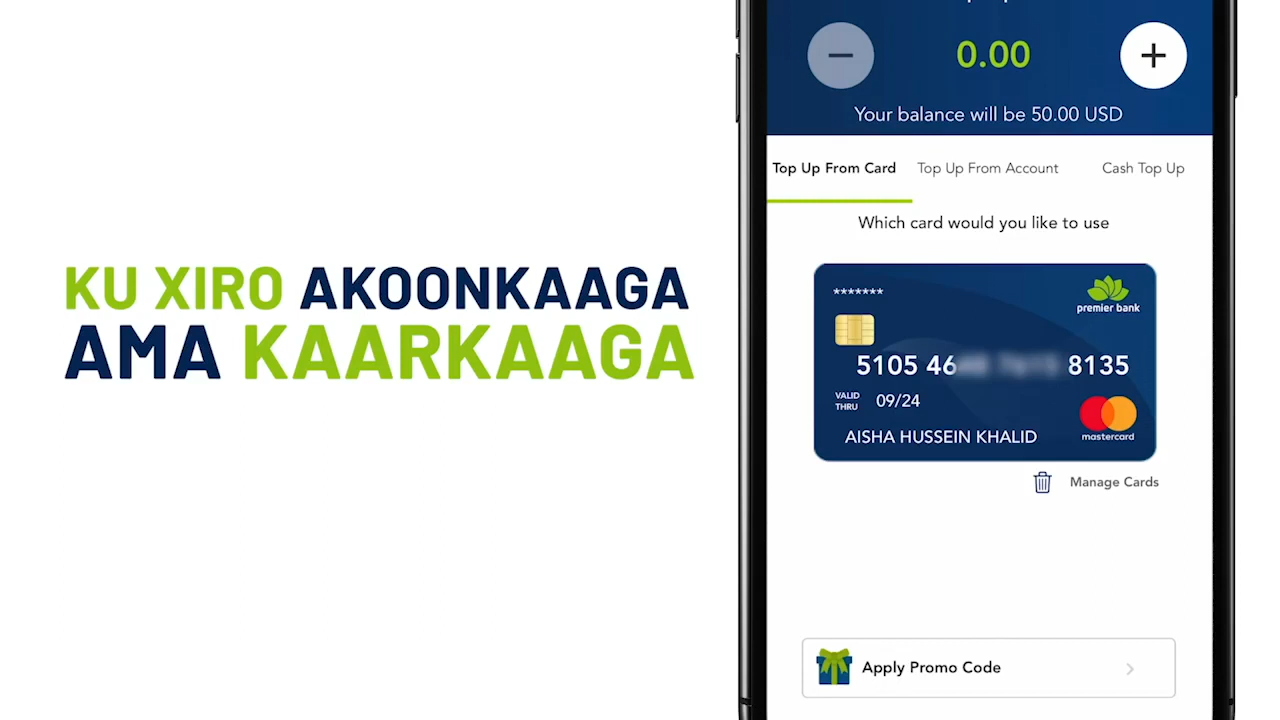 KU XIRO AKOONKAAGA
AMA KAARKAAGA
0.00
Your balance will be 50.00 USD
Top Up From Card
Top Up From Account
Cash Top Up
Which card would you like to use
*******
premier bank
5105 46 8135
VALID
THRU
09/24
AISHA HUSSEIN KHALID
mastercard
Manage Cards
Apply Promo Code